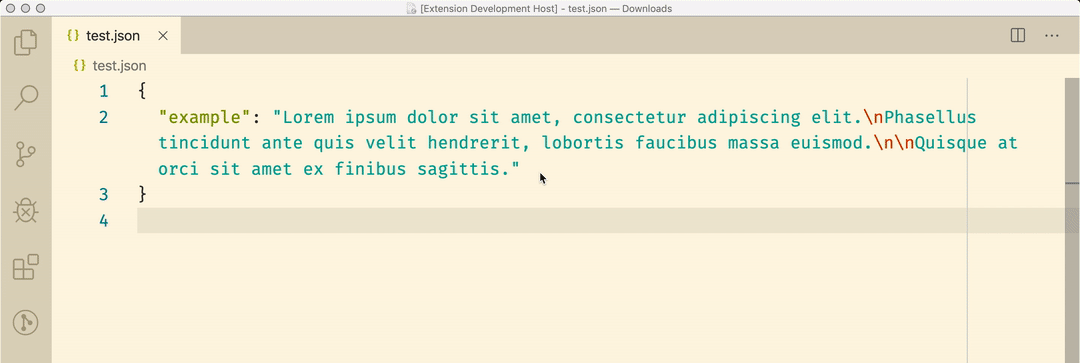 [Extension Development Host] - test.json — Downloads
{} test.json
{} test.json
1 {
2 "example": "Lorem ipsum dolor sit amet, consectetur adipiscing elit.\nPhasellus
tincidunt ante quis velit hendrerit, lobortis faucibus massa euismod.\n\nQuisque at
orci sit amet ex finibus sagittis."
3 }
4